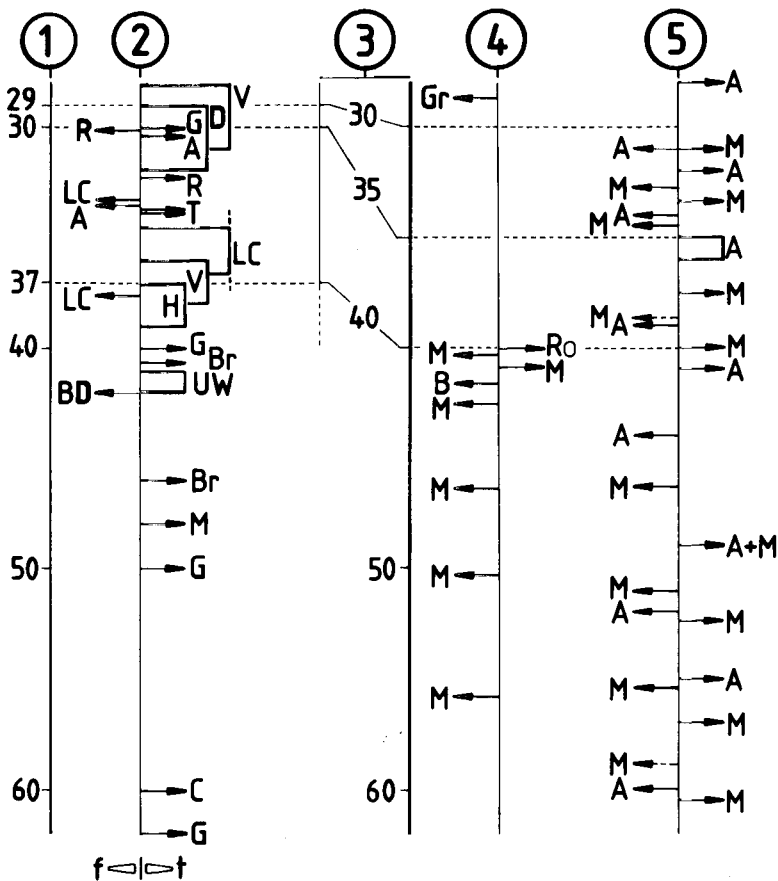 1 2 3 4 5
V A
Gr
29
D
30 R G 30
A A M
A
35
LC R M M
A T A
M
LC A
37 V
LC H M
40 M
A
40 G M Ro M
Br M A
BD UW B
M
A
Br M M
M A+M
50 G 50 M M
A M
M M A
M
M
60 C 60 A M
G
f t